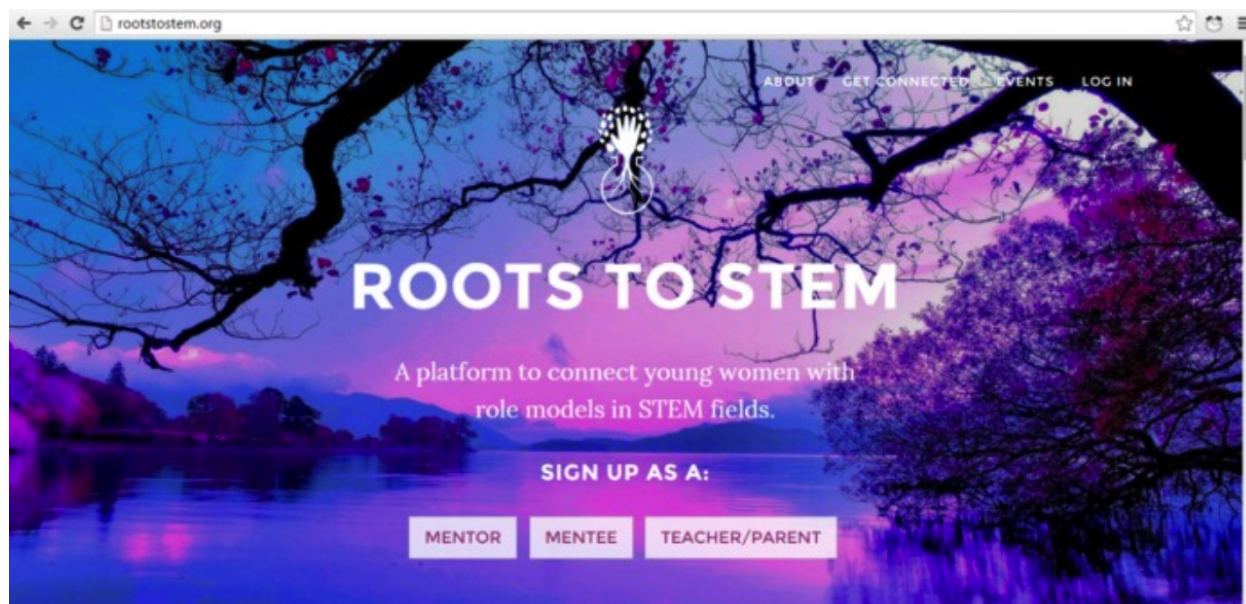 rootstostem.org
ABOUT GET CONNECTED EVENTS LOG IN
ROOTS TO STEM
A platform to connect young women with
role models in STEM fields.
SIGN UP AS A:
MENTOR MENTEE TEACHER/PARENT